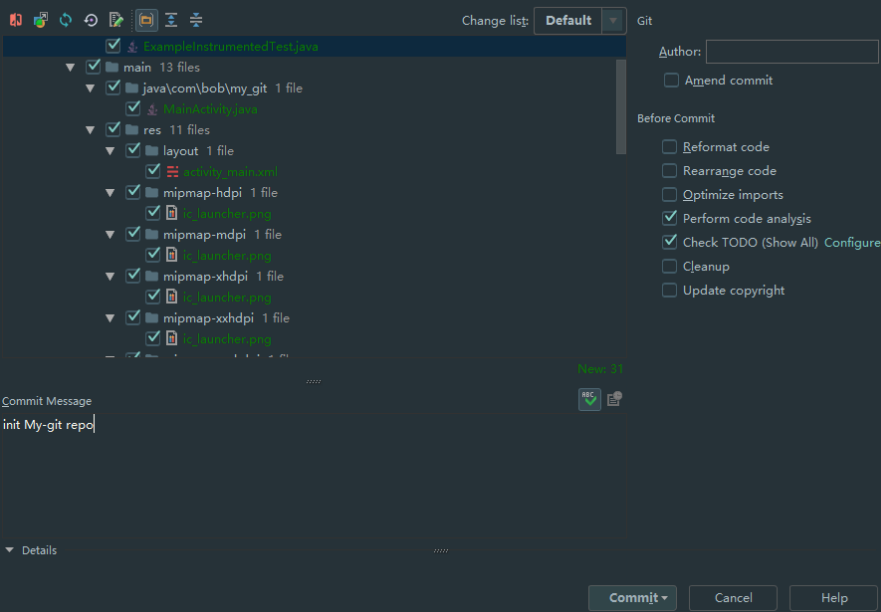 Change list: Default Git
ExampleInstrumentedTest.java
Author:
main 13 files
Amend commit
java\com\bob\my_git 1 file
MainActivity.java
Before Commit
res 11 files
Reformat code
layout 1 file
Rearrange code
activity_main.xml
mipmap-hdpi 1 file
Optimize imports
ic_launcher.png
Perform code analysis
mipmap-mdpi 1 file
Check TODO (Show All) Configure
ic_launcher.png
Cleanup
mipmap-xhdpi 1 file
Update copyright
ic_launcher.png
mipmap-xxhdpi 1 file
ic_launcher.png
New: 31
Commit Message
ABC
init My-git repo
Details
Commit Cancel Help